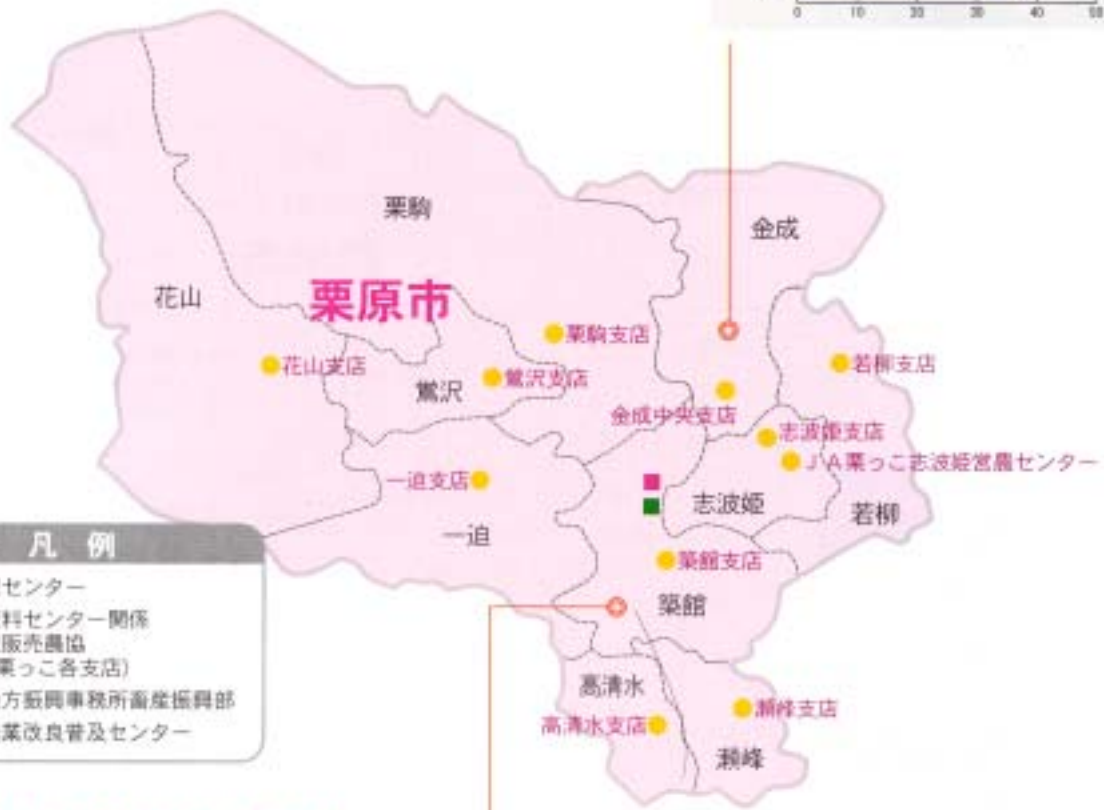 0 10 20 30 40 50
栗駒
金成
花山
栗原市
栗駒支店
花山支店
若柳支店
鶯沢
鶯沢支店
金成中央支店
志波姫支店
JA栗っこ志波姫営農センター
一迫支店
志波姫
若柳
一迫
築館支店
築館
凡 例
センター
料センター関係
販売農協
栗っこ各支店)
方振興事務所畜産振興部
業改良普及センター
高清水
高清水支店
瀬峰支店
瀬峰